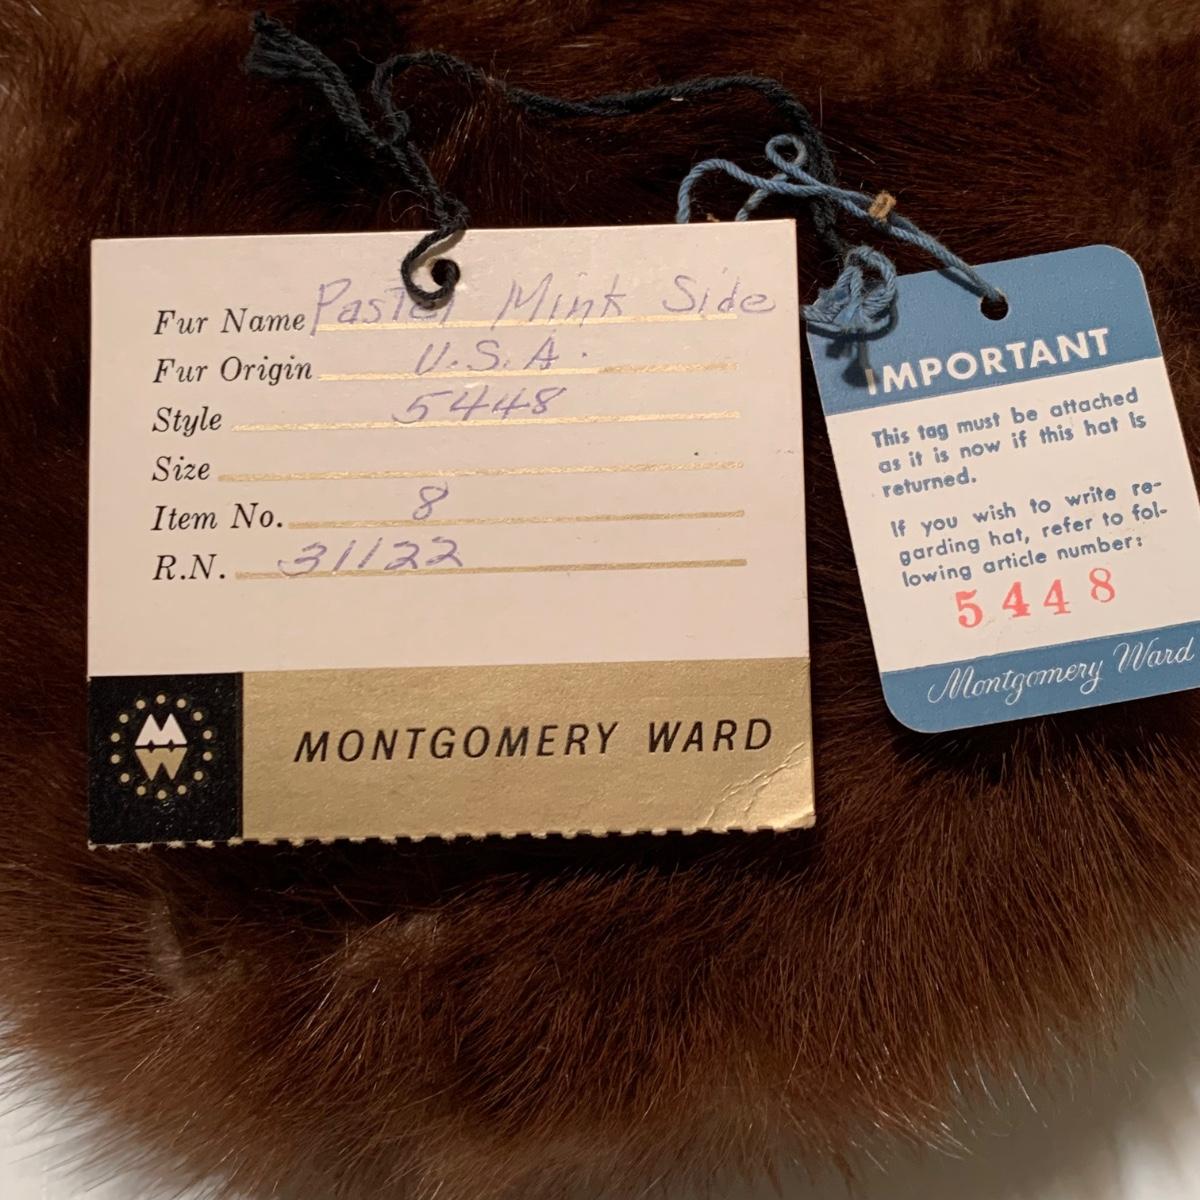 Fur Name Pastel Mink Side
Fur Origin U.S.A.
Style 5448
Size
Item No. 8
R.N. 31122
MW
MONTGOMERY WARD
IMPORTANT
This tag must be attached
as it is now if this hat is
returned.
If you wish to write re-
garding hat, refer to fol-
lowing article number:
5448
Montgomery Ward